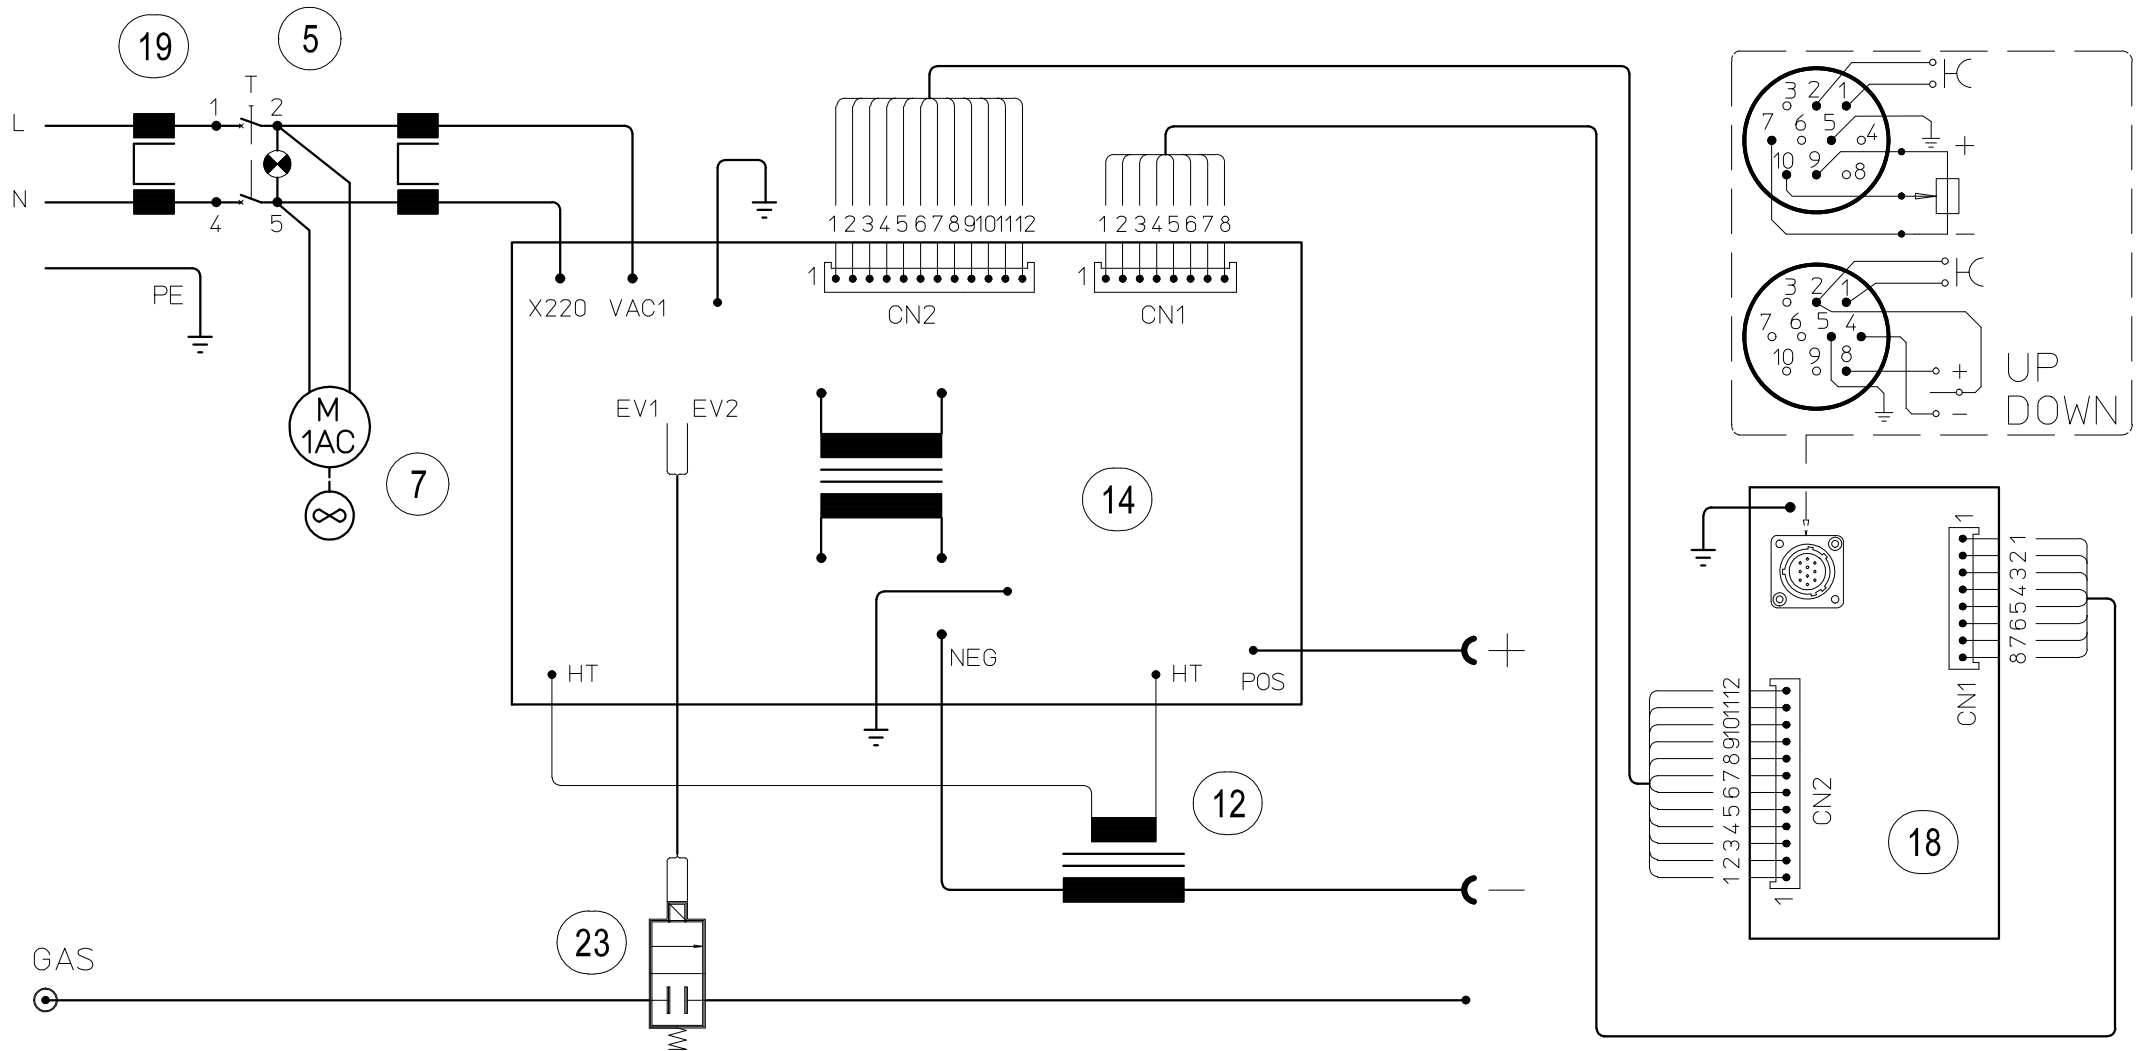 19
5
T
1 2
L
N
4 5
PE
M
1AC
7
1 2 3 4 5 6 7 8 9 10 11 12
1
CN2
1 2 3 4 5 6 7 8
1
CN1
X220 VAC1
EV1 EV2
14
NEG
HT
HT
POS
+
12
−
23
GAS
3 2 1
7 6 5 4
10 9 8
+
−
3 2 1
7 6 5 4
10 9 8
+
−
UP
DOWN
1
1 2 3 4 5 6 7 8
CN1
1 2 3 4 5 6 7 8 9 10 11 12
CN2
1
18